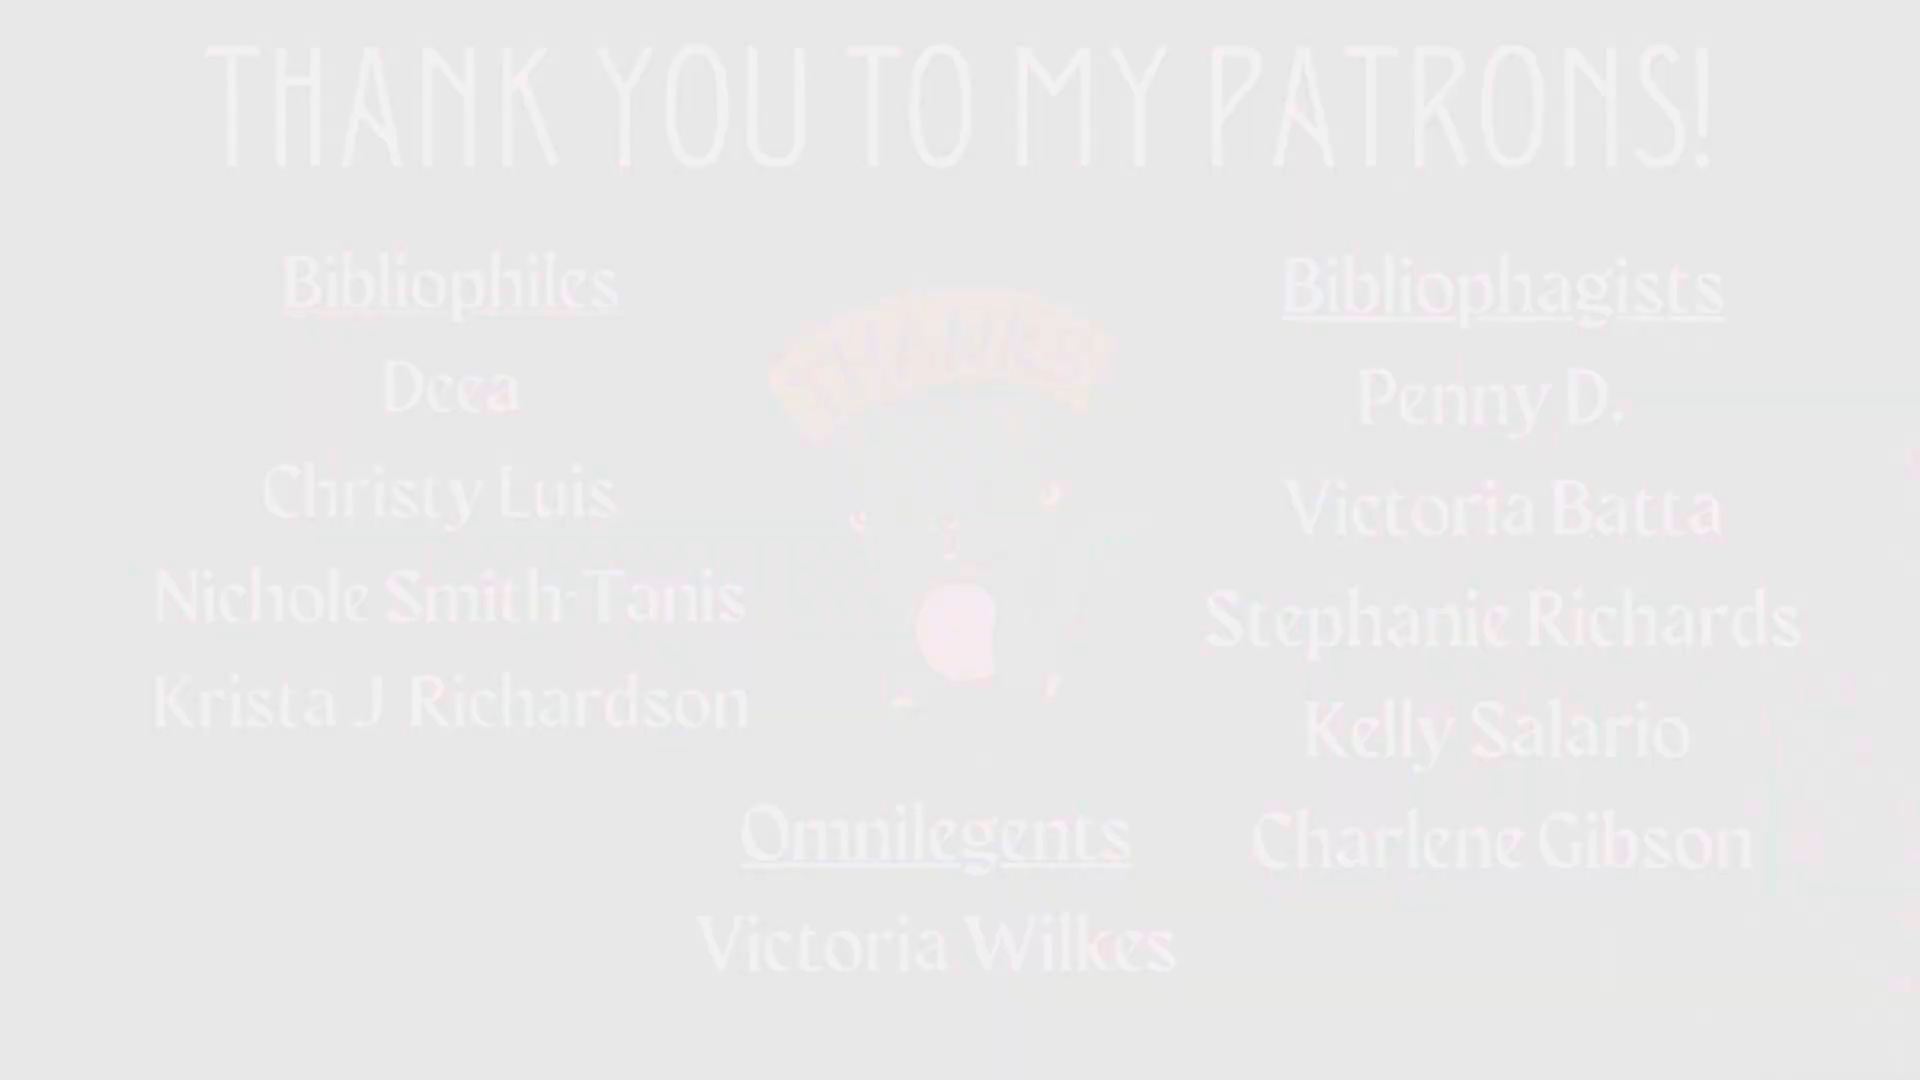 THANK YOU TO MY PATRONS!
Bibliophiles
Deea
Christy Luis
Nichole Smith-Tanis
Krista J Richardson
Bibliophagists
Penny D.
Victoria Batta
Stephanie Richards
Kelly Salario
Charlene Gibson
Omnilegents
Victoria Wilkes